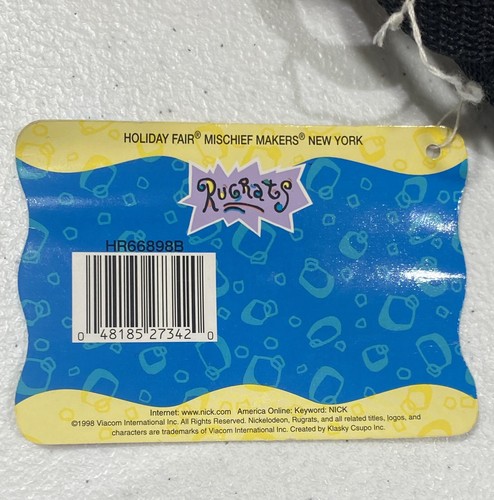 HOLIDAY FAIR® MISCHIEF MAKERS® NEW YORK
RUGRATS
HR66898B
0 48185 27342 0
Internet: www.nick.com America Online: Keyword: NICK
©1998 Viacom International Inc. All Rights Reserved. Nickelodeon, Rugrats, and all related titles, logos, and
characters are trademarks of Viacom International Inc. Created by Klasky Csupo Inc.